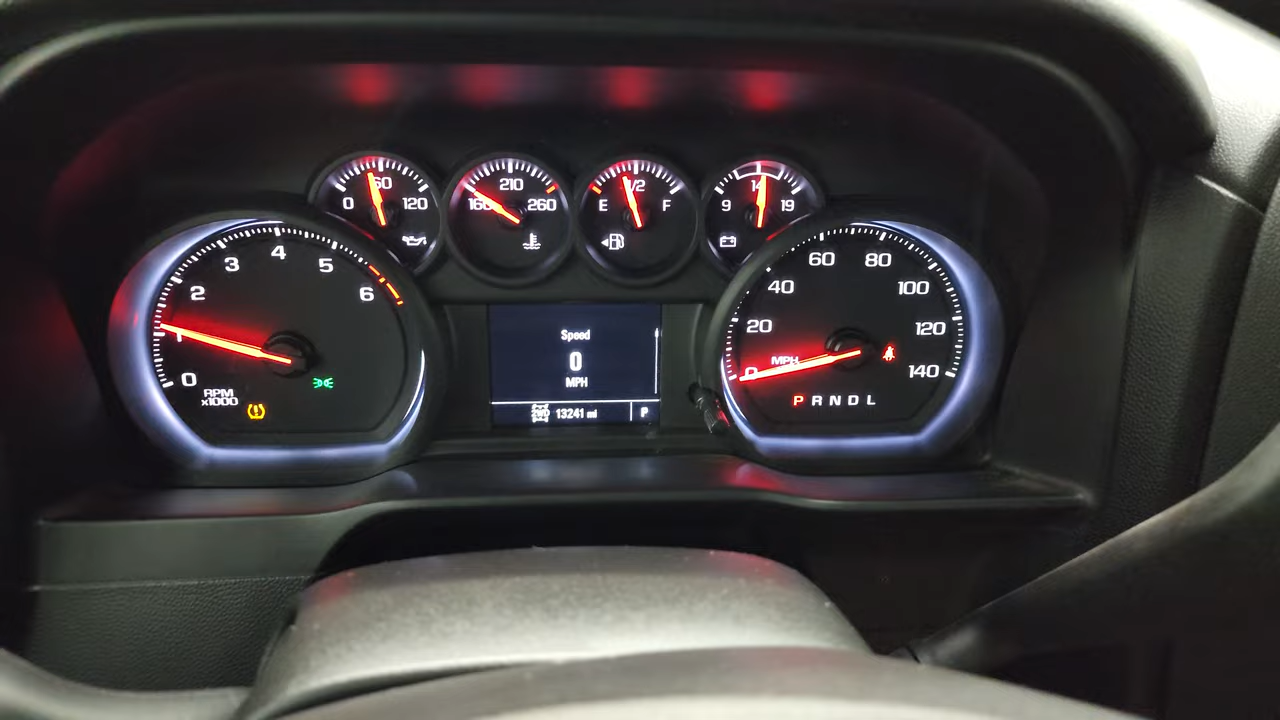 0 60 120
160 210 260
E 1/2 F
9 14 19
0 1 2 3 4 5 6
RPM
x1000
Speed
0
MPH
2WD 13241 mi P
0 20 40 60 80 100 120 140
MPH
P R N D L